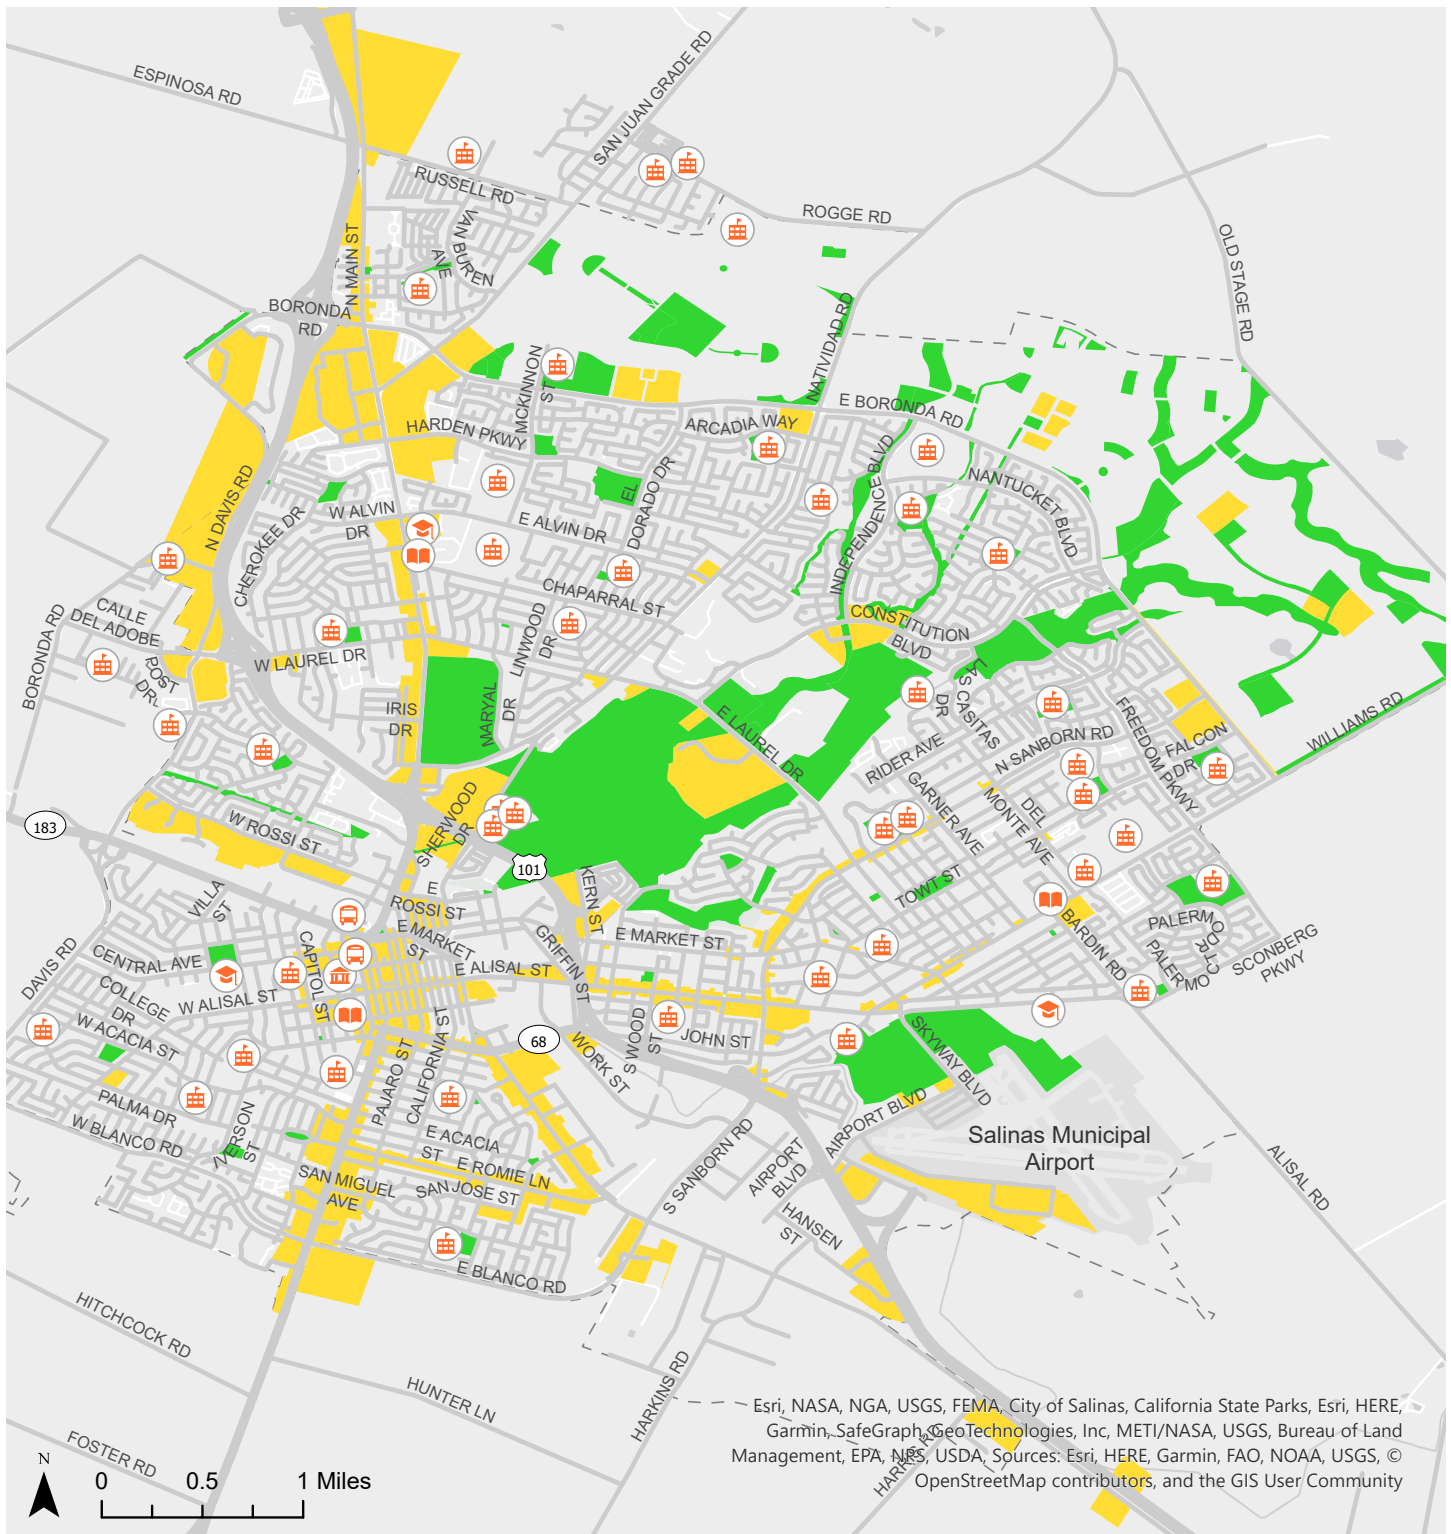 ESPINOSA RD
SAN JUAN GRADE RD
RUSSELL RD
VAN BUREN
AVE
ROGGE RD
OLD STAGE RD
N MAIN ST
BORONDA
RD
NATIVIDAD RD
MCKINNON
ST
E BORONDA RD
HARDEN PKWY
ARCADIA WAY
INDEPENDENCE BLVD
NANTUCKET BLVD
N DAVIS RD
W ALVIN
DR
EL
DORADO DR
E ALVIN DR
CHEROKEE DR
CHAPARRAL ST
CALLE
DEL ADOBE
BORONDA RD
POST
DR
W LAUREL DR
LINWOOD
DR
CONSTITUTION
BLVD
LAS CASITAS
DR
IRIS
DR
MARYAL
DR
E LAUREL DR
FREEDOM PKWY
FALCON
DR
WILLIAMS RD
N SANBORN RD
RIDER AVE
GARNER AVE
DEL
MONTE AVE
SHERWOOD
DR
183
W ROSSI ST
101
KERN ST
TOWT ST
VILLA
ST
E
ROSSI ST
E MARKET
ST
E MARKET ST
BARDIN RD
PALERMO
DR
PALERMO
CT
SCONBERG
PKWY
DAVIS RD
CENTRAL AVE
CAPITOL ST
GRIFFIN ST
E ALISAL ST
COLLEGE
DR
W ALISAL ST
W ACACIA ST
68
WORK ST
S WOOD
ST
JOHN ST
SKYWAY BLVD
PAJARO ST
CALIFORNIA ST
PALMA DR
W BLANCO RD
IVERSON
ST
E ACACIA
ST
E ROMIE LN
AIRPORT BLVD
Salinas Municipal
Airport
S SANBORN RD
AIRPORT
BLVD
ALISAL RD
SAN MIGUEL
AVE
SAN JOSE ST
HANSEN
ST
E BLANCO RD
HITCHCOCK RD
HUNTER LN
HARKINS RD
FOSTER RD
HARRIS RD
Esri, NASA, NGA, USGS, FEMA, City of Salinas, California State Parks, Esri, HERE,
Garmin, SafeGraph, GeoTechnologies, Inc, METI/NASA, USGS, Bureau of Land
Management, EPA, NPS, USDA, Sources: Esri, HERE, Garmin, FAO, NOAA, USGS, ©
OpenStreetMap contributors, and the GIS User Community
N
0 0.5 1 Miles